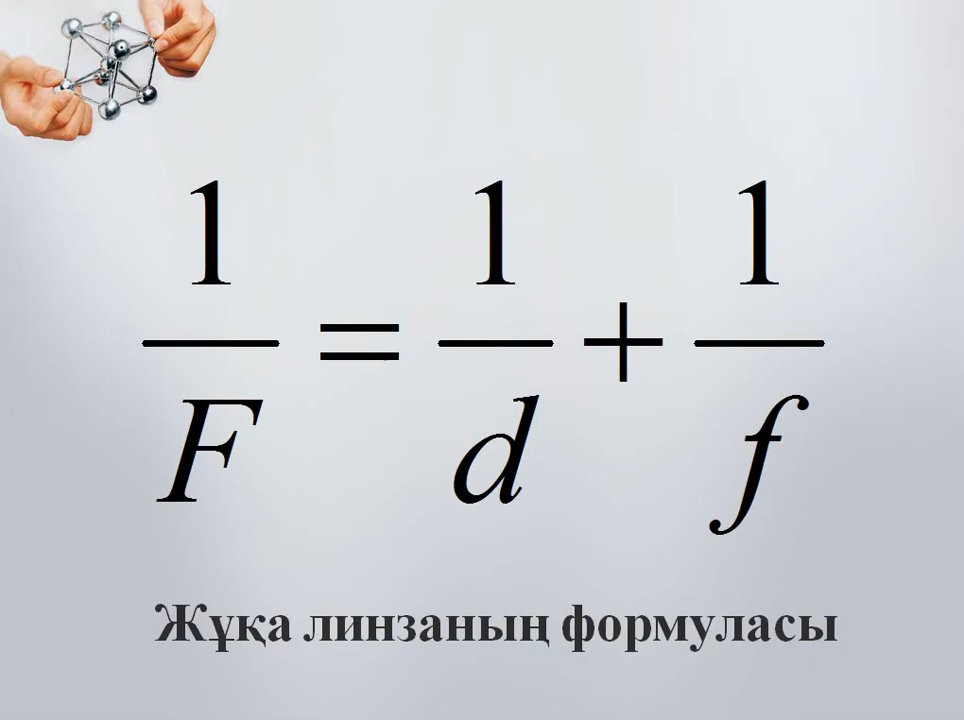 1/F = 1/d + 1/f
Жұқа линзаның формуласы